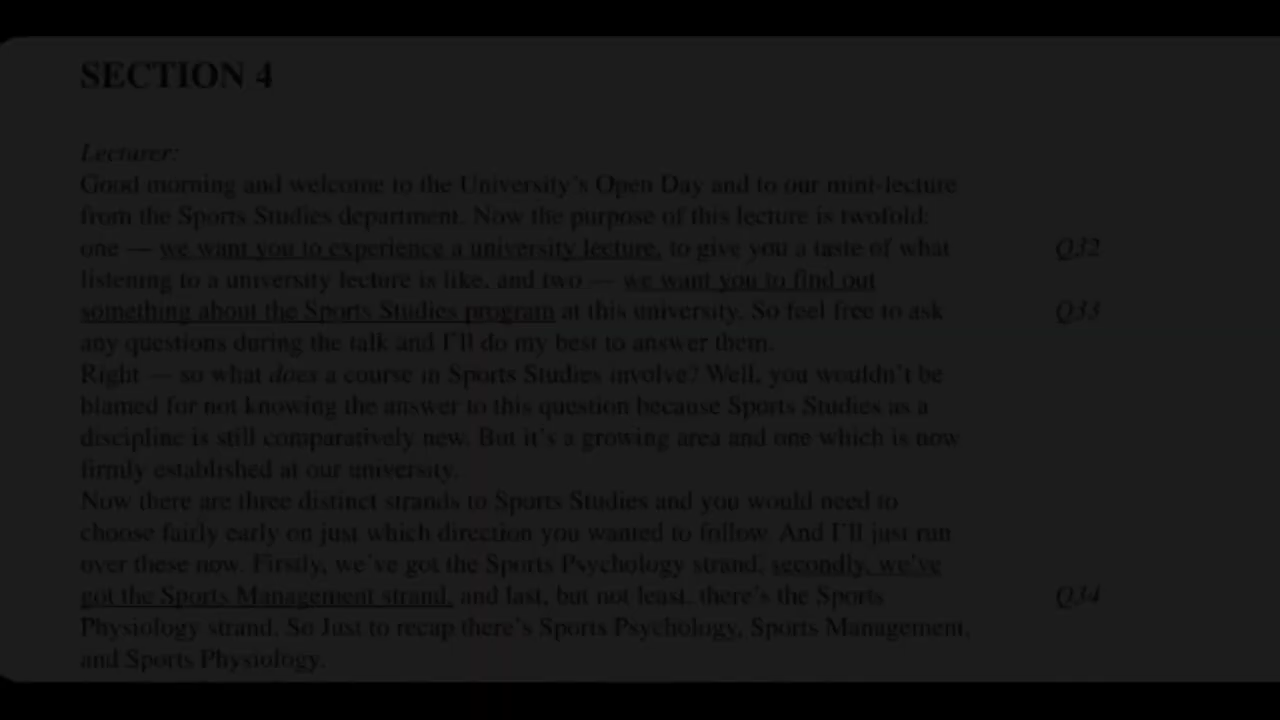 SECTION 4
Lecturer:
Good morning and welcome to the University's Open Day and to our mini-lecture
from the Sports Studies department. Now the purpose of this lecture is twofold:
one — we want you to experience a university lecture, to give you a taste of what Q32
listening to a university lecture is like, and two — we want you to find out
something about the Sports Studies program at this university. So feel free to ask Q33
any questions during the talk and I'll do my best to answer them.
Right — so what does a course in Sports Studies involve? Well, you wouldn't be
blamed for not knowing the answer to this question because Sports Studies as a
discipline is still comparatively new. But it's a growing area and one which is now
firmly established at our university.
Now there are three distinct strands to Sports Studies and you would need to
choose fairly early on just which direction you wanted to follow. And I'll just run
over these now. Firstly, we've got the Sports Psychology strand, secondly, we've
got the Sports Management strand, and last, but not least, there's the Sports Q34
Physiology strand. So Just to recap there's Sports Psychology, Sports Management,
and Sports Physiology.